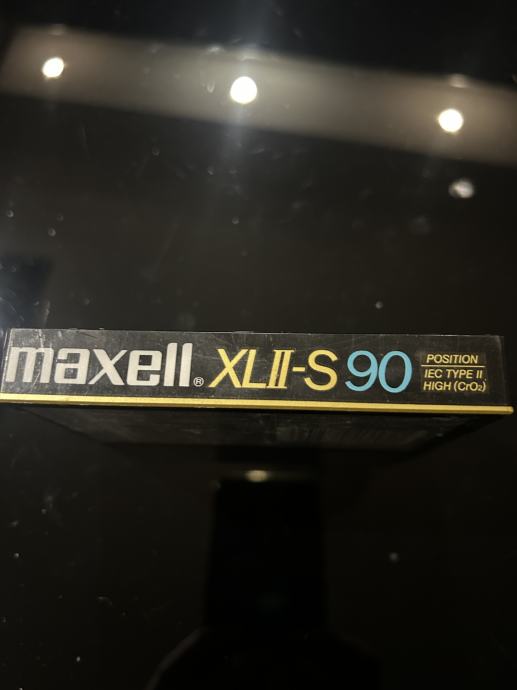 maxell® XLII-S 90
POSITION
IEC TYPE II
HIGH (CrO₂)